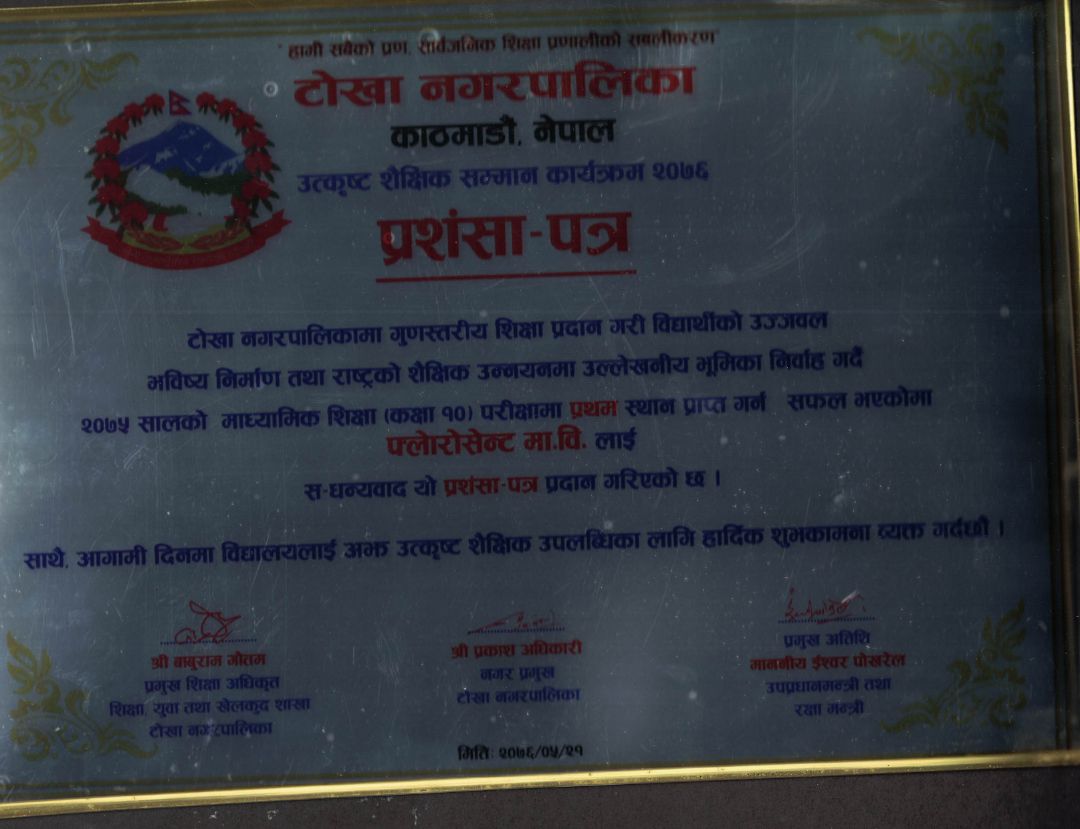 "हामी सबैको प्रण, सार्वजनिक शिक्षा प्रणालीको सबलीकरण"
टोखा नगरपालिका
काठमाडौं, नेपाल
उत्कृष्ट शैक्षिक सम्मान कार्यक्रम २०७६
प्रशंसा-पत्र
टोखा नगरपालिकामा गुणस्तरीय शिक्षा प्रदान गरी विद्यार्थीको उज्जवल
भविष्य निर्माण तथा राष्ट्रको शैक्षिक उन्नयनमा उल्लेखनीय भूमिका निर्वाह गर्दै
२०७५ सालको माध्यामिक शिक्षा (कक्षा १०) परीक्षामा प्रथम स्थान प्राप्त गर्न सफल भएकोमा
फ्लोरोसेन्ट मा.वि. लाई
स-धन्यवाद यो प्रशंसा-पत्र प्रदान गरिएको छ ।
साथै, आगामी दिनमा विद्यालयलाई अझ उत्कृष्ट शैक्षिक उपलब्धिका लागि हार्दिक शुभकामना व्यक्त गर्दछौं ।
श्री बाबुराम गौतम
प्रमुख शिक्षा अधिकृत
शिक्षा, युवा तथा खेलकूद शाखा
टोखा नगरपालिका
श्री प्रकाश अधिकारी
नगर प्रमुख
टोखा नगरपालिका
प्रमुख अतिथि
माननीय ईश्वर पोखरेल
उपप्रधानमन्त्री तथा
रक्षा मन्त्री
मिति: २०७६/०५/२१